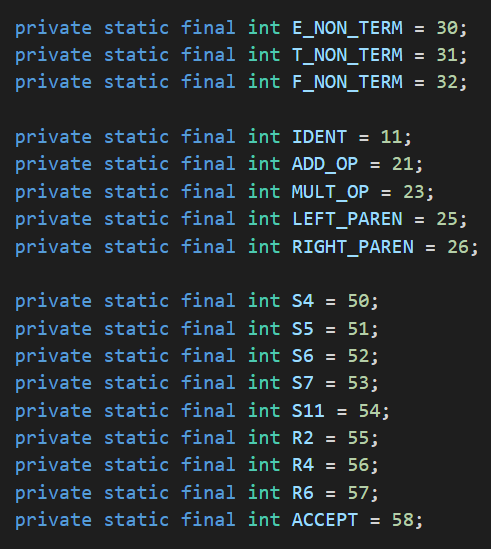 private static final int E_NON_TERM = 30;
private static final int T_NON_TERM = 31;
private static final int F_NON_TERM = 32;
private static final int IDENT = 11;
private static final int ADD_OP = 21;
private static final int MULT_OP = 23;
private static final int LEFT_PAREN = 25;
private static final int RIGHT_PAREN = 26;
private static final int S4 = 50;
private static final int S5 = 51;
private static final int S6 = 52;
private static final int S7 = 53;
private static final int S11 = 54;
private static final int R2 = 55;
private static final int R4 = 56;
private static final int R6 = 57;
private static final int ACCEPT = 58;